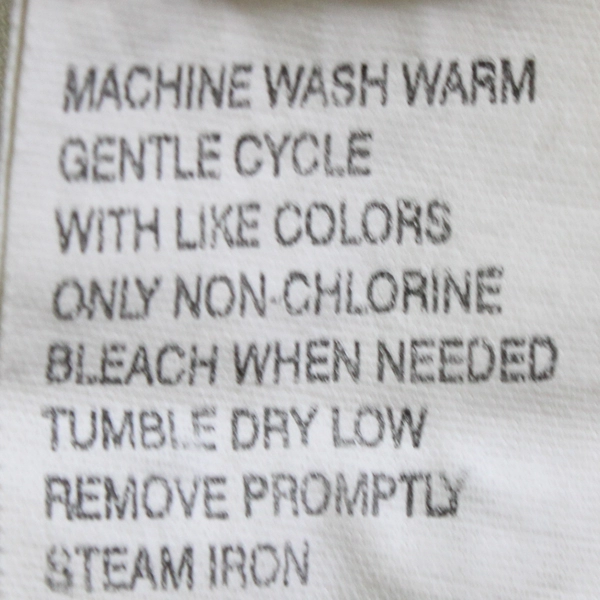 MACHINE WASH WARM
GENTLE CYCLE
WITH LIKE COLORS
ONLY NON-CHLORINE
BLEACH WHEN NEEDED
TUMBLE DRY LOW
REMOVE PROMPTLY
STEAM IRON